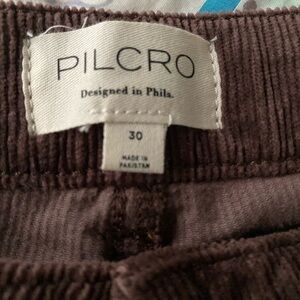 PILCRO
Designed in Phila.
30
MADE IN
PAKISTAN